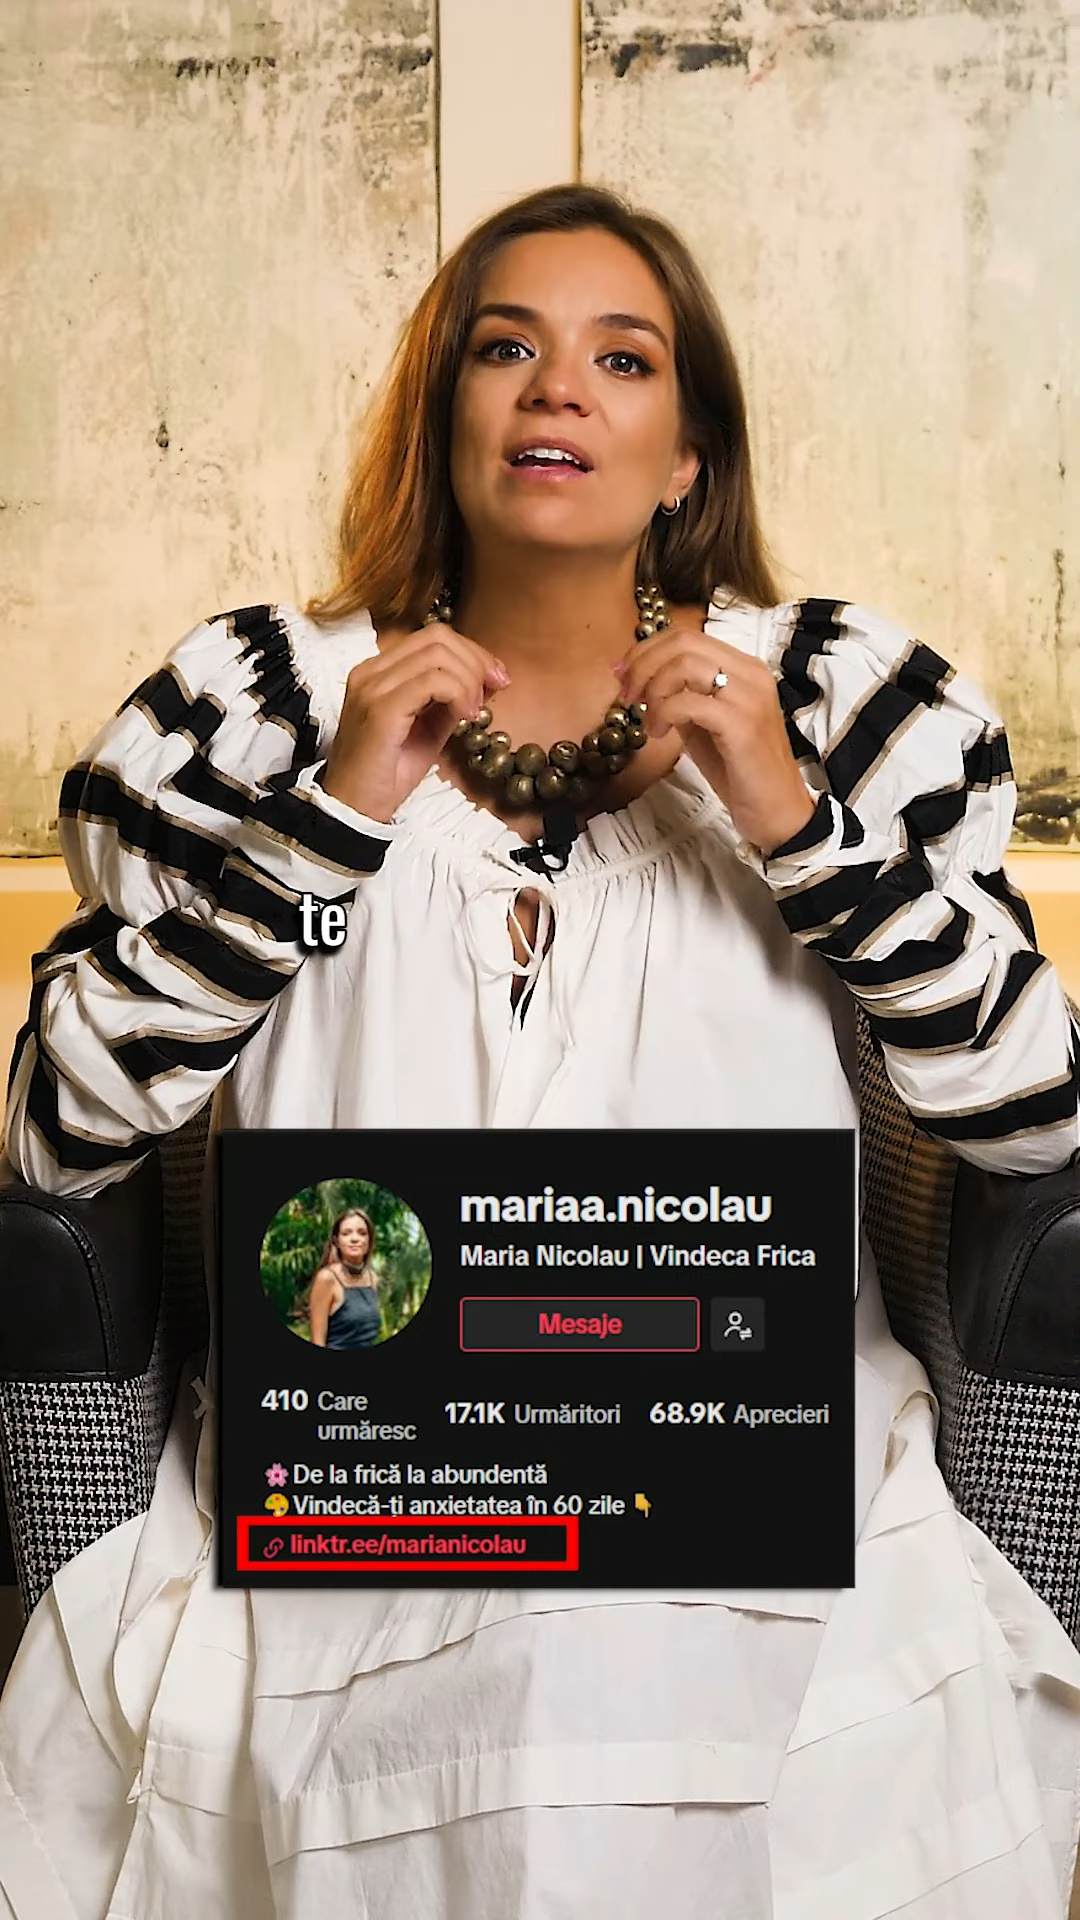 te
mariaa.nicolau
Maria Nicolau | Vindeca Frica
Mesaje
410 Care urmăresc
17.1K Urmăritori
68.9K Aprecieri
🌸 De la frică la abundentă
🎨 Vindecă-ți anxietatea în 60 zile 👇
linktr.ee/marianicolau